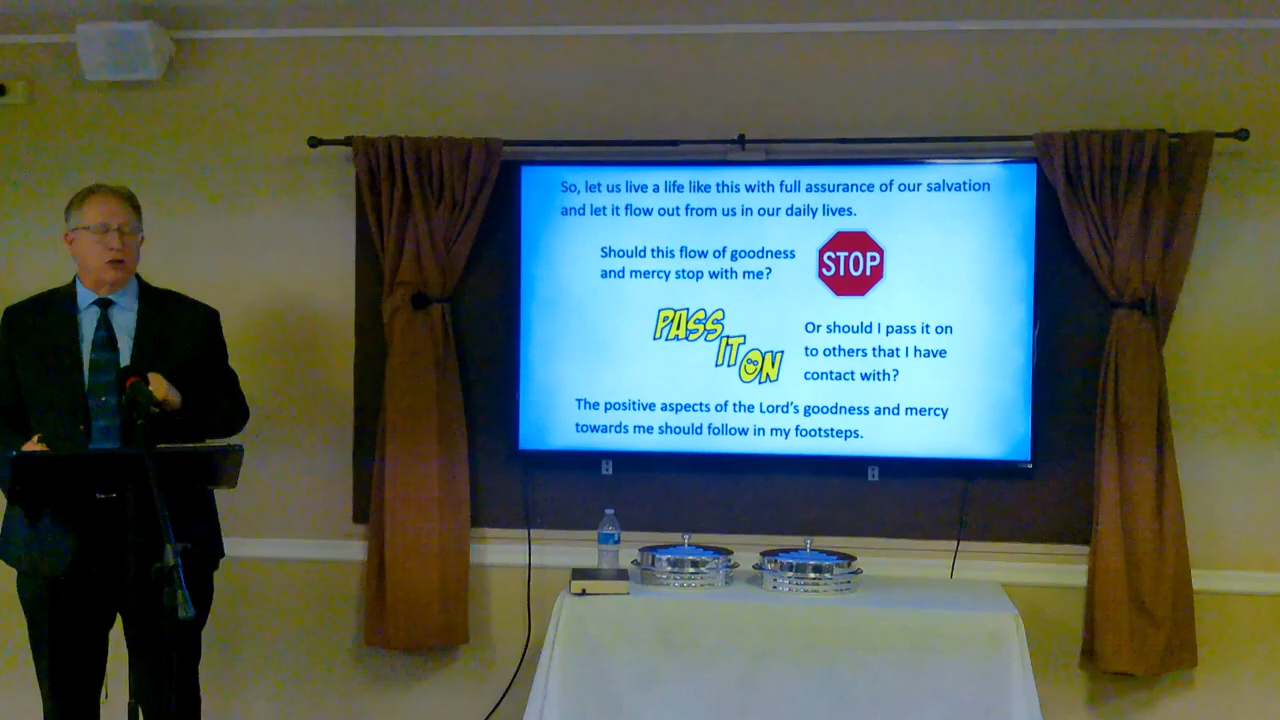 So, let us live a life like this with full assurance of our salvation
and let it flow out from us in our daily lives.
Should this flow of goodness
and mercy stop with me?
STOP
PASS
IT
ON
Or should I pass it on
to others that I have
contact with?
The positive aspects of the Lord's goodness and mercy
towards me should follow in my footsteps.